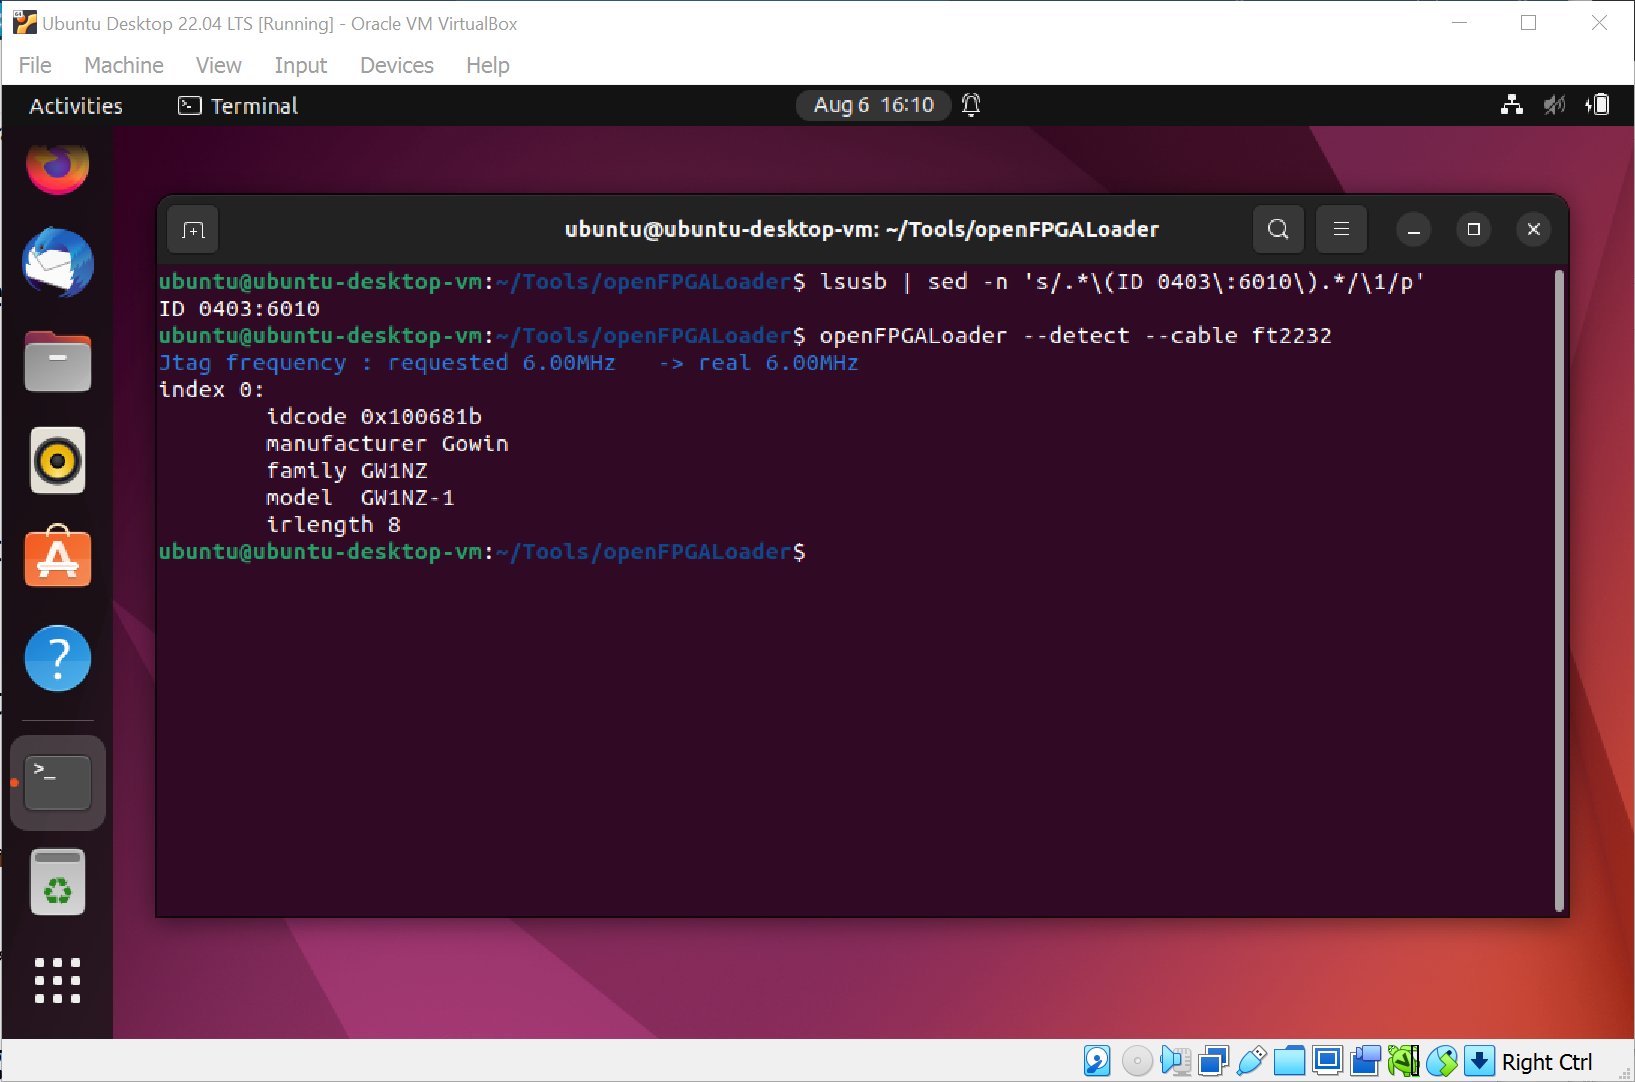 Ubuntu Desktop 22.04 LTS [Running] - Oracle VM VirtualBox
File Machine View Input Devices Help
Activities Terminal Aug 6 16:10
ubuntu@ubuntu-desktop-vm: ~/Tools/openFPGALoader
ubuntu@ubuntu-desktop-vm:~/Tools/openFPGALoader$ lsusb | sed -n 's/.*\(ID 0403\:6010\).*/\1/p'
ID 0403:6010
ubuntu@ubuntu-desktop-vm:~/Tools/openFPGALoader$ openFPGALoader --detect --cable ft2232
Jtag frequency : requested 6.00MHz   -> real 6.00MHz
index 0:
        idcode 0x100681b
        manufacturer Gowin
        family GW1NZ
        model  GW1NZ-1
        irlength 8
ubuntu@ubuntu-desktop-vm:~/Tools/openFPGALoader$
Right Ctrl